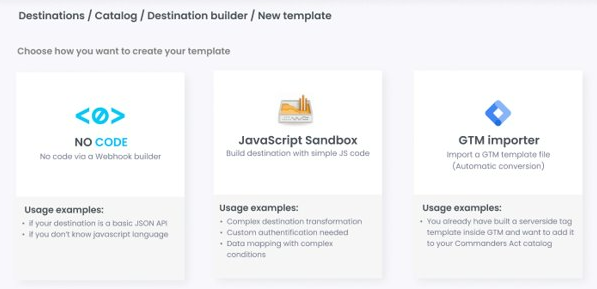 Destinations / Catalog / Destination builder / New template
Choose how you want to create your template
NO CODE
No code via a Webhook builder
Usage examples:
• if your destination is a basic JSON API
• if you don't know javascript language
JavaScript Sandbox
Build destination with simple JS code
Usage examples:
• Complex destination transformation
• Custom authentification needed
• Data mapping with complex
conditions
GTM importer
Import a GTM template file
(Automatic conversion)
Usage examples:
• You already have built a serverside tag
template inside GTM and want to add it
to your Commanders Act catalog